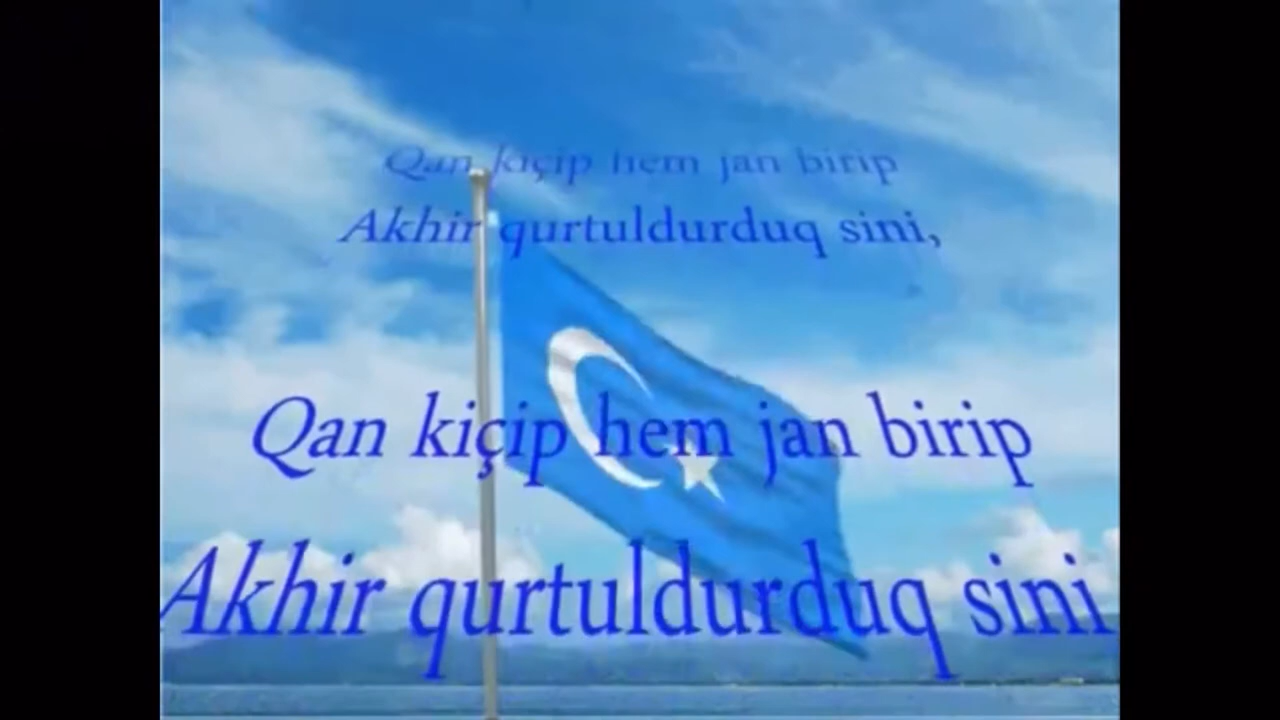 Qan kiçip hem jan birip
Akhir qurtuldurduq sini,
Qan kiçip hem jan birip
Akhir qurtuldurduq sini